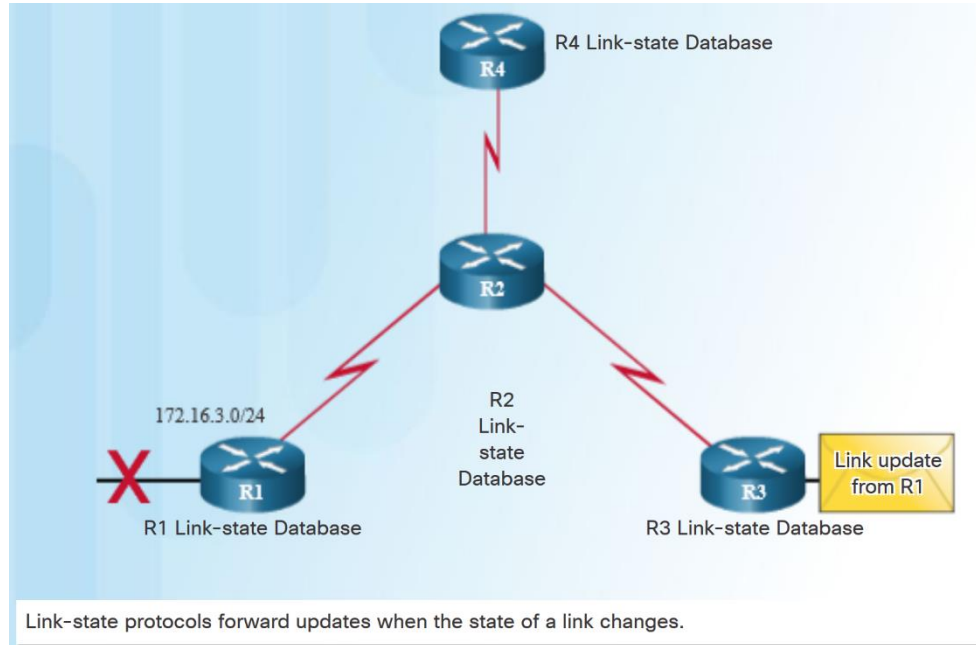 R4 Link-state Database
R4
R2
R2
Link-
state
Database
172.16.3.0/24
R1
R1 Link-state Database
R3
Link update
from R1
R3 Link-state Database
Link-state protocols forward updates when the state of a link changes.